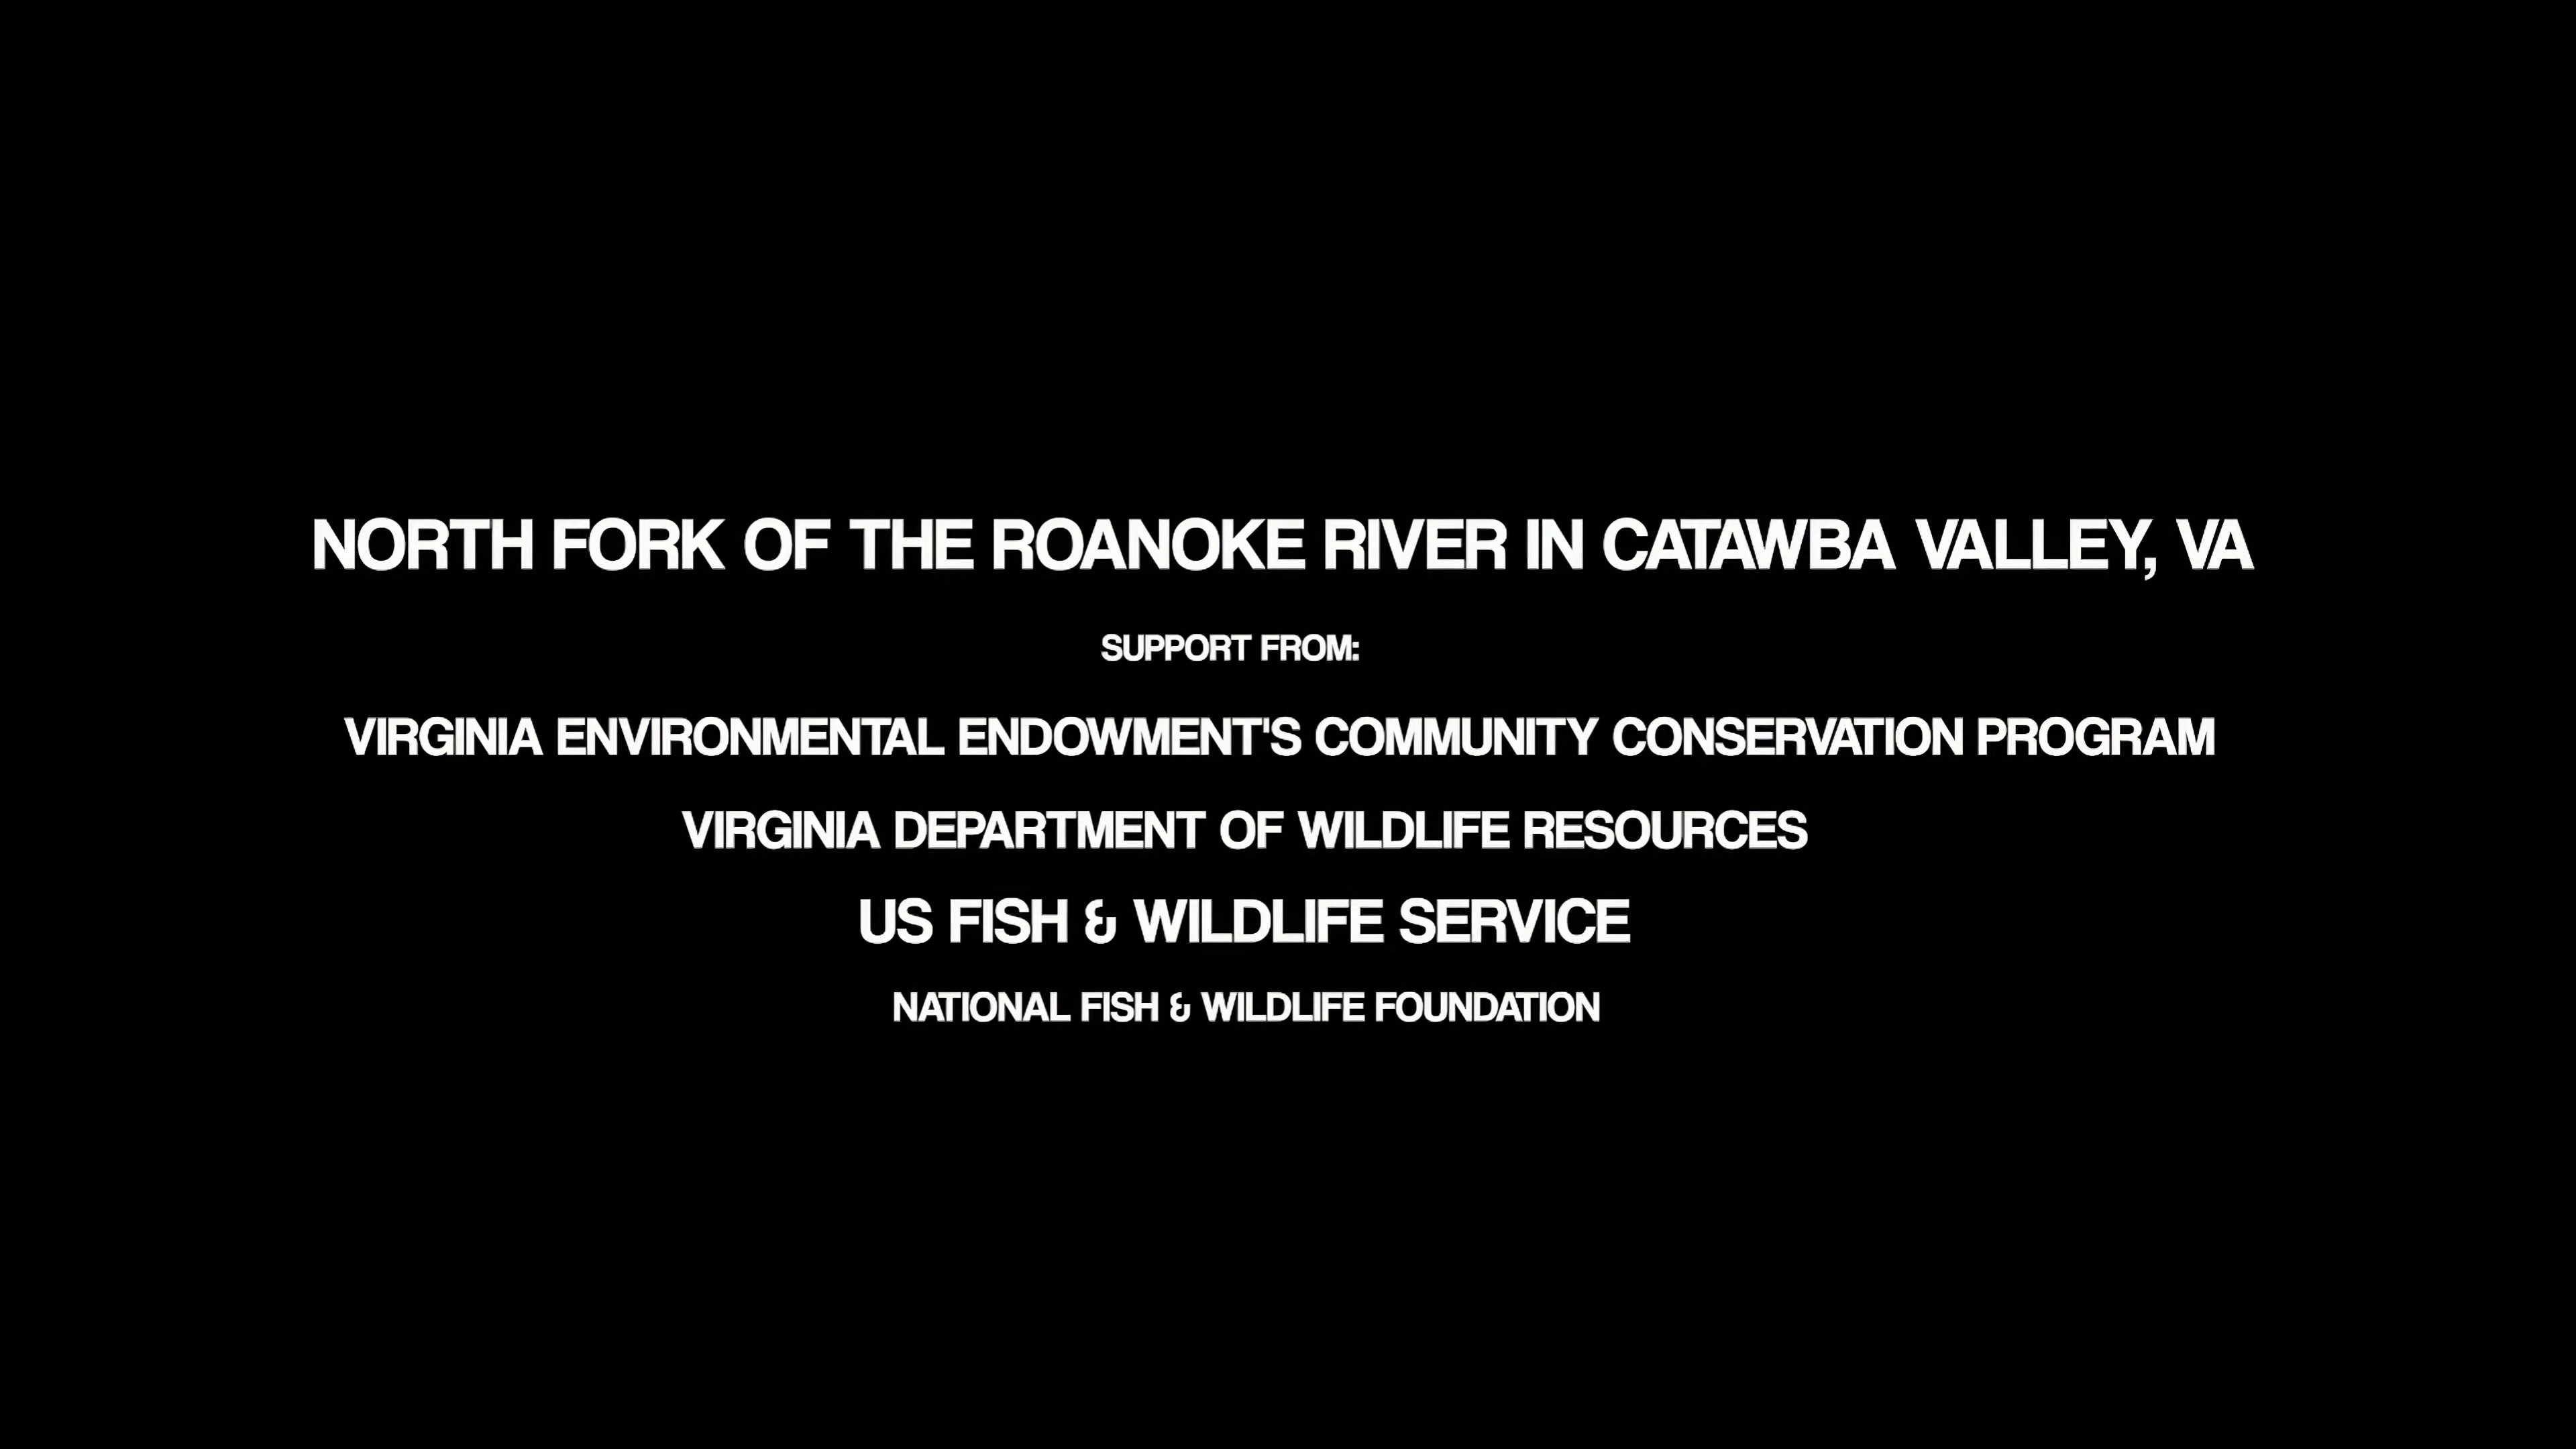 NORTH FORK OF THE ROANOKE RIVER IN CATAWBA VALLEY, VA
SUPPORT FROM:
VIRGINIA ENVIRONMENTAL ENDOWMENT'S COMMUNITY CONSERVATION PROGRAM
VIRGINIA DEPARTMENT OF WILDLIFE RESOURCES
US FISH & WILDLIFE SERVICE
NATIONAL FISH & WILDLIFE FOUNDATION